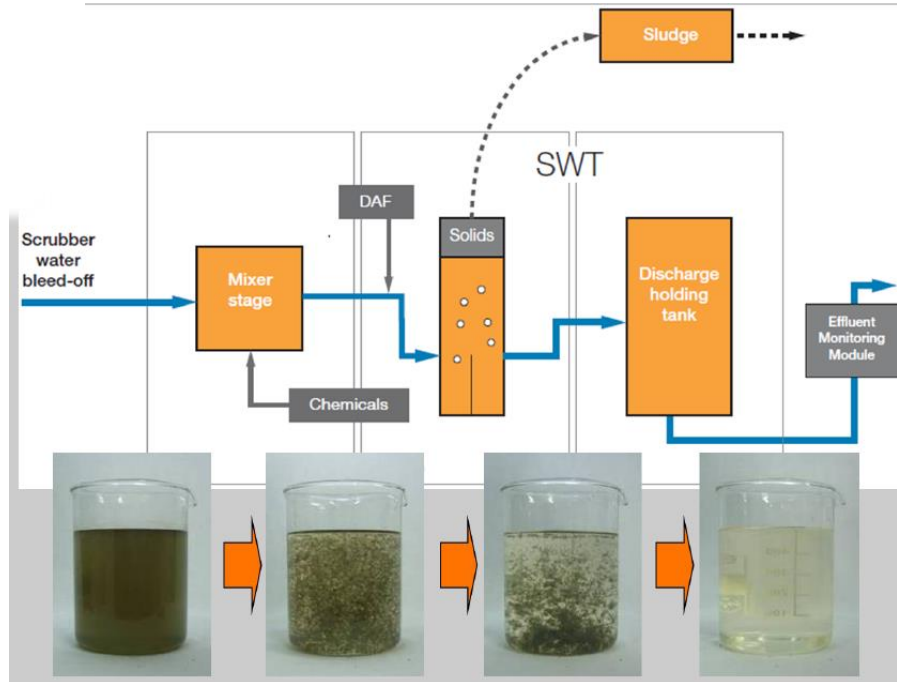 Sludge
SWT
DAF
Scrubber
water
bleed-off
Mixer
stage
Solids
Discharge
holding
tank
Effluent
Monitoring
Module
Chemicals